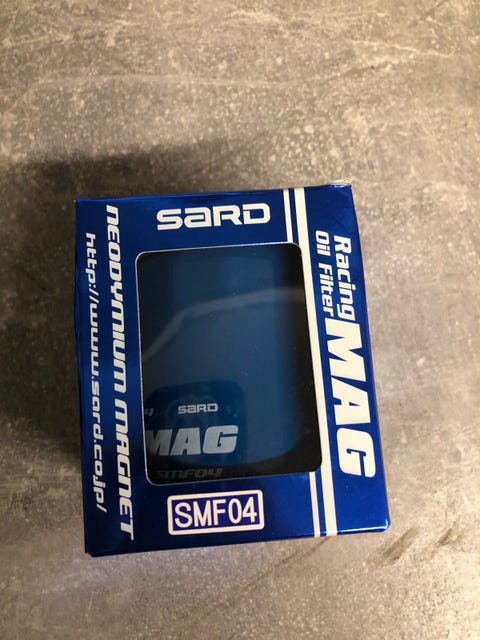 SARD
Racing
Oil Filter
MAG
NEODYMIUM MAGNET
http://www.sard.co.jp/
SARD
MAG
SMF04
SMF04